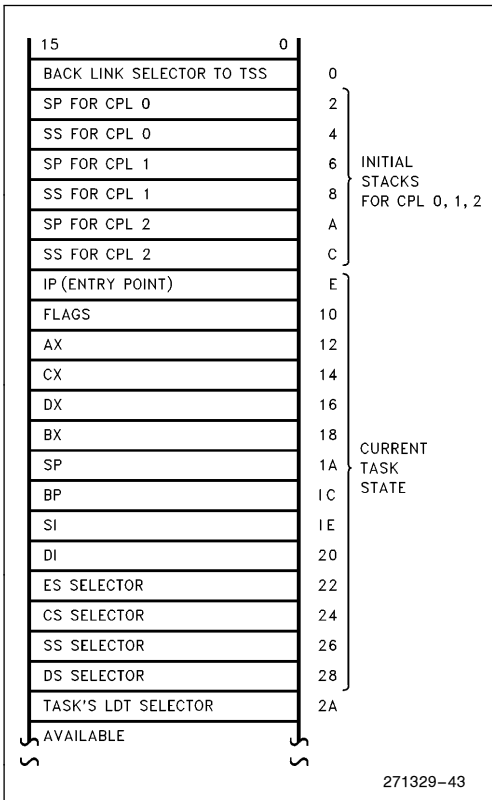 15 0
BACK LINK SELECTOR TO TSS 0
SP FOR CPL 0 2
SS FOR CPL 0 4
SP FOR CPL 1 6
SS FOR CPL 1 8
SP FOR CPL 2 A
SS FOR CPL 2 C
INITIAL
STACKS
FOR CPL 0, 1, 2
IP (ENTRY POINT) E
FLAGS 10
AX 12
CX 14
DX 16
BX 18
SP 1A
BP 1C
SI 1E
DI 20
ES SELECTOR 22
CS SELECTOR 24
SS SELECTOR 26
DS SELECTOR 28
CURRENT
TASK
STATE
TASK'S LDT SELECTOR 2A
AVAILABLE
271329–43